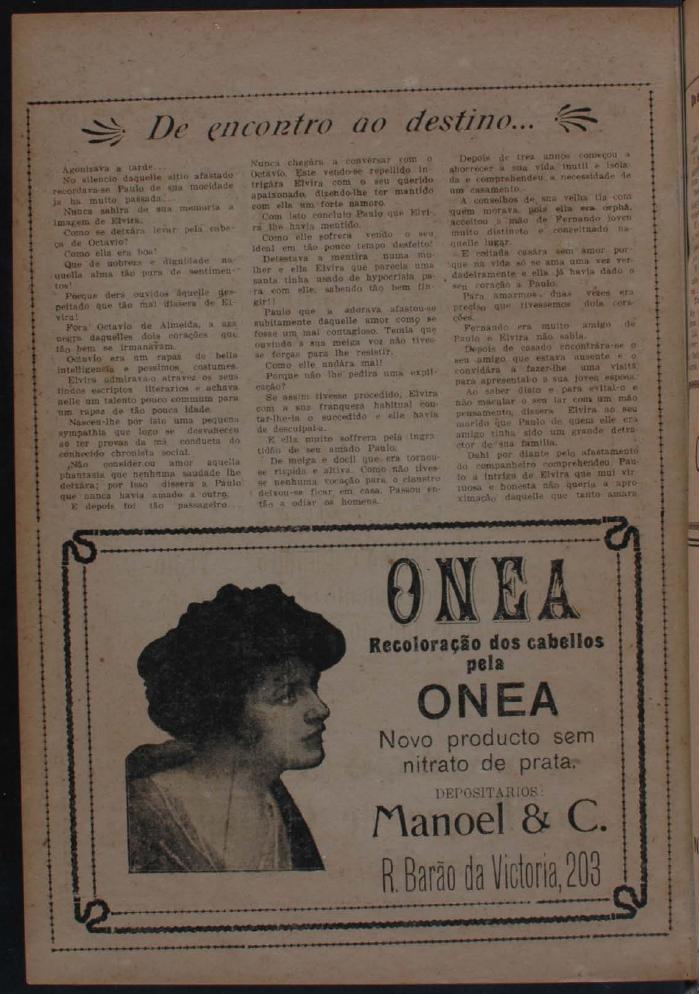 De encontro ao destino...
Agonisava a tarde...
No silencio daquelle sitio afastado
recordava-se Paulo de sua mocidade
ja ha muito passada...
Nunca sahira de sua memoria a
imagem de Elvira.
Como se deixára levar pela cabe-
ça de Octavio?
Como ella era boa!
Que de nobreza e dignidade na-
quella alma tão pura de sentimen-
tos!
Porque dera ouvidos áquelle des-
peitado que tão mal dissera de El-
vira!
Fôra Octavio de Almeida, a aza
negra daquelles dois corações que
tão bem se irmanavam.
Octavio era um rapaz de bella
intelligencia e pessimos costumes.
Elvira admirava-o atravez os seus
lindos escriptos literarios e achava
nelle um talento pouco commum para
um rapaz de tão pouca idade.
Nasceu-lhe por isto uma pequena
sympathia que logo se desvaneceu
ao ter provas da má conducta do
conhecido chronista social.
Não considerou amor aquella
phantasia que nenhuma saudade lhe
deixára; por isso dissera a Paulo
que nunca havia amado a outro.
E depois foi tão passageiro...
Nunca chegára a conversar com o
Octavio. Este vendo-se repellido in-
trigára Elvira com o seu querido
apaixonado, dizendo-lhe ter mantido
com ella um forte namoro.
Com isto concluio Paulo que Elvi-
ra lhe havia mentido.
Como elle sofrera vendo o seu
ideal em tão pouco tempo desfeito!
Detestava a mentira numa mu-
lher e ella Elvira que parecia uma
santa tinha usado de hypocrisia pa-
ra com elle, sabendo tão bem fin-
gir!!
Paulo que a adorava afastou-se
subitamente daquelle amor como se
fosse um mal contagioso. Temia que
ouvindo a sua meiga voz não tives-
se forças para lhe resistir.
Como elle andára mal!
Porque não lhe pedira uma expli-
cação?
Se assim tivesse procedido, Elvira
com a sua franqueza habitual con-
tar-lhe-ia o succedido e elle havia
de desculpal-a.
E ella muito soffrera pela ingra-
tidão de seu amado Paulo.
De meiga e docil que era tornou-
se rispida e altiva. Como não tives-
se nenhuma vocação para o claustro
deixou-se ficar em casa. Passou en-
tão a odiar os homens.
Depois de trez annos começou a
aborrecer a sua vida inutil e isola-
da e comprehendeu a necessidade de
um casamento.
A conselhos de sua velha tia com
quem morava, pois ella era orphã,
acceitou a mão de Fernando joven
muito distincto e conceituado na-
quelle lugar.
E coitada casára sem amor por-
que na vida só se ama uma vez ver-
dadeiramente e ella já havia dado o
seu coração a Paulo.
Para amarmos duas vezes era
preciso que tivessemos dois cora-
ções.
Fernando era muito amigo de
Paulo e Elvira não sabia.
Depois de casado encontrára-se o
seu amigo que estava ausente e o
convidára a fazer-lhe uma visita
para apresental-o a sua joven esposa.
Ao saber disto e para evital-o e
não macular o seu lar com um máo
pensamento, dissera Elvira ao seu
marido que Paulo de quem elle era
amigo tinha sido um grande detra-
ctor de sua familia.
Dahi por diante pelo afastamento
do companheiro comprehendeu Pau-
lo a intriga de Elvira que mui vir-
tuosa e honesta não queria a apro-
ximação daquelle que tanto amara
ONEA
Recoloração dos cabellos
pela
ONEA
Novo producto sem
nitrato de prata.
DEPOSITARIOS:
Manoel & C.
R. Barão da Victoria, 203